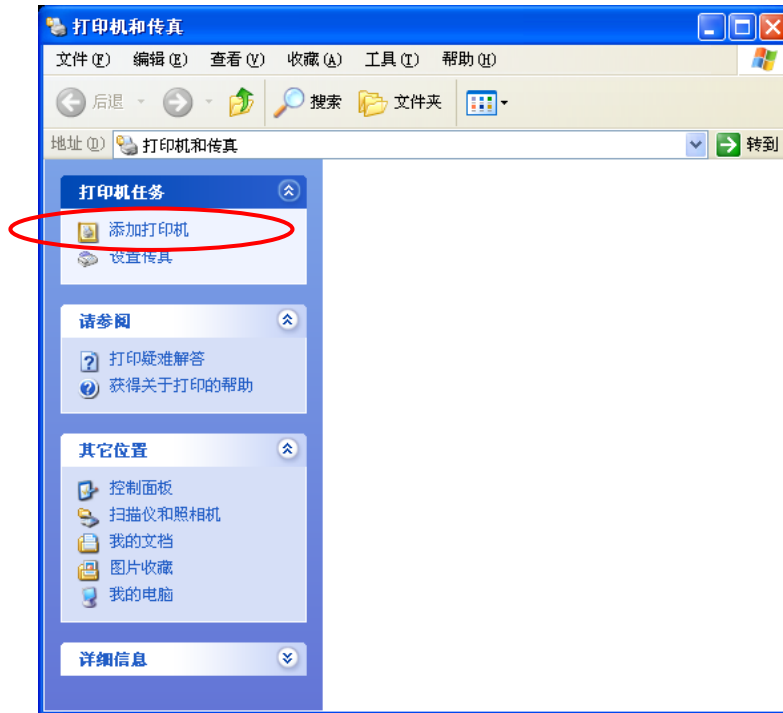 打印机和传真
文件(F) 编辑(E) 查看(V) 收藏(A) 工具(T) 帮助(H)
后退 搜索 文件夹
地址(D) 打印机和传真 转到
打印机任务
添加打印机
设置传真
请参阅
打印疑难解答
获得关于打印的帮助
其它位置
控制面板
扫描仪和照相机
我的文档
图片收藏
我的电脑
详细信息